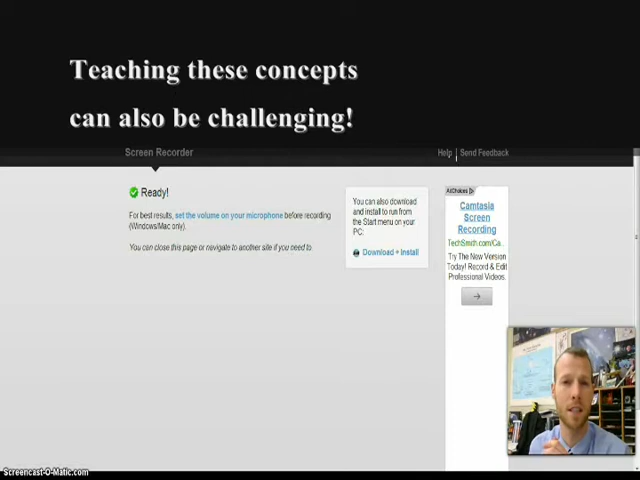 Teaching these concepts
can also be challenging!
Screen Recorder
Help | Send Feedback
Ready!
For best results, set the volume on your microphone before recording
(Windows/Mac only).
You can close this page or navigate to another site if you need to.
You can also download
and install to run from
the Start menu on your
PC:
Download + Install
AdChoices
Camtasia
Screen
Recording
TechSmith.com/Ca...
Try The New Version
Today! Record & Edit
Professional Videos.
Screencast-O-Matic.com